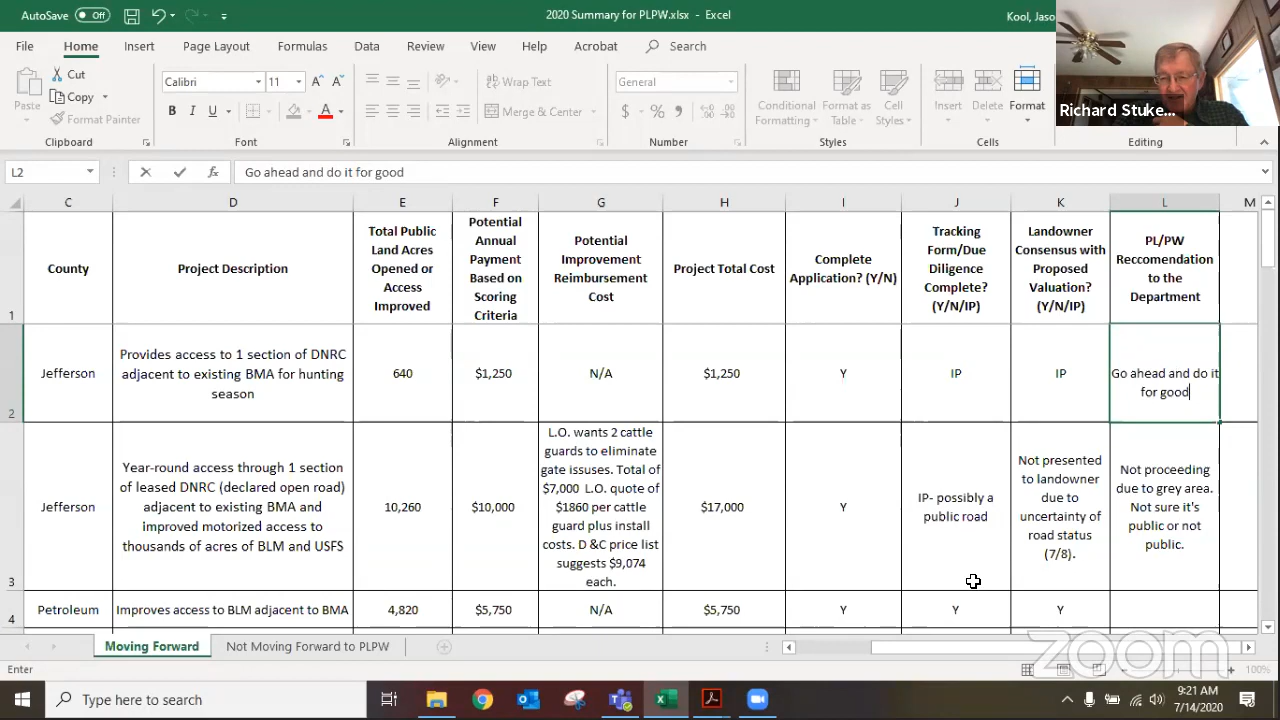 AutoSave Off
2020 Summary for PLPW.xlsx - Excel
Kool, Jaso
File Home Insert Page Layout Formulas Data Review View Help Acrobat Search
Paste
Cut
Copy
Format Painter
Clipboard
Calibri 11
B I U
Font
Wrap Text
Merge & Center
Alignment
General
$ %
Number
Conditional Formatting
Format as Table
Cell Styles
Styles
Insert Delete Format
Cells
Editing
Richard Stuke...
L2 fx Go ahead and do it for good
C D E F G H I J K L M
1
County
Project Description
Total Public
Land Acres
Opened or
Access
Improved
Potential
Annual
Payment
Based on
Scoring
Criteria
Potential
Improvement
Reimbursement
Cost
Project Total Cost
Complete
Application? (Y/N)
Tracking
Form/Due
Diligence
Complete?
(Y/N/IP)
Landowner
Consensus with
Proposed
Valuation?
(Y/N/IP)
PL/PW
Reccomendation
to the
Department
2
Jefferson
Provides access to 1 section of DNRC
adjacent to existing BMA for hunting
season
640
$1,250
N/A
$1,250
Y
IP
IP
Go ahead and do it
for good
3
Jefferson
Year-round access through 1 section
of leased DNRC (declared open road)
adjacent to existing BMA and
improved motorized access to
thousands of acres of BLM and USFS
10,260
$10,000
L.O. wants 2 cattle
guards to eliminate
gate issuses. Total of
$7,000 L.O. quote of
$1860 per cattle
guard plus install
costs. D &C price list
suggests $9,074
each.
$17,000
Y
IP- possibly a
public road
Not presented
to landowner
due to
uncertainty of
road status
(7/8).
Not proceeding
due to grey area.
Not sure it's
public or not
public.
4
Petroleum
Improves access to BLM adjacent to BMA
4,820
$5,750
N/A
$5,750
Y
Y
Y
Moving Forward Not Moving Forward to PLPW
zoom
Enter
100%
Type here to search
9:21 AM
7/14/2020